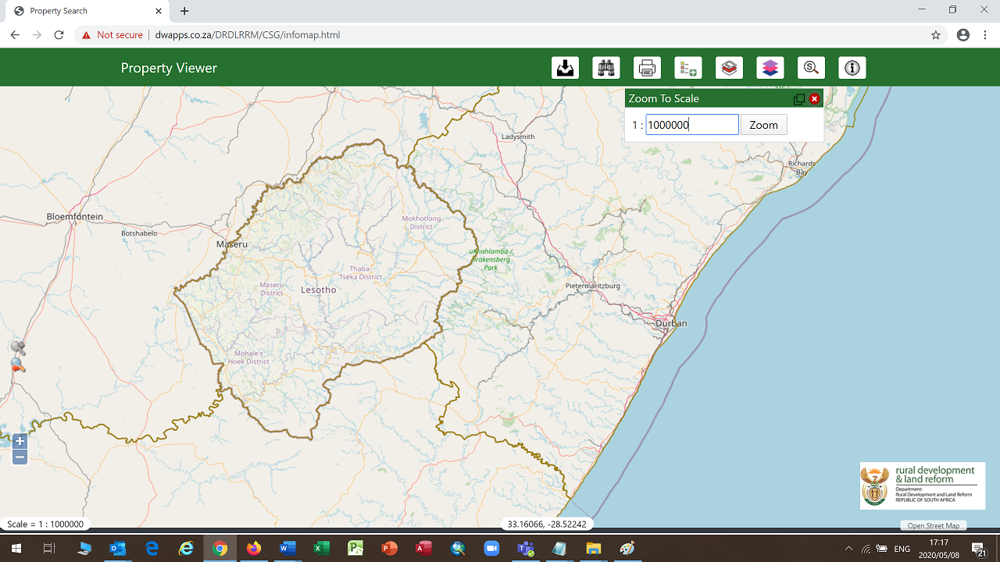 Property Search
Not secure
dwapps.co.za/DRDLRRM/CSG/infomap.html
Property Viewer
Zoom To Scale
1 :
1000000
Zoom
Ladysmith
Richards
Bay
Bloemfontein
Botshabelo
Maseru
Mokhotlong
District
uKhahlamba /
Drakensberg
Park
Thaba-
Tseka District
Maseru
District
Lesotho
Pietermaritzburg
Durban
Mohale's
Hoek District
rural development
& land reform
Department:
Rural Development and Land Reform
REPUBLIC OF SOUTH AFRICA
Scale = 1 : 1000000
33.16066, -28.52242
Open Street Map
ENG
17:17
2020/05/08
21